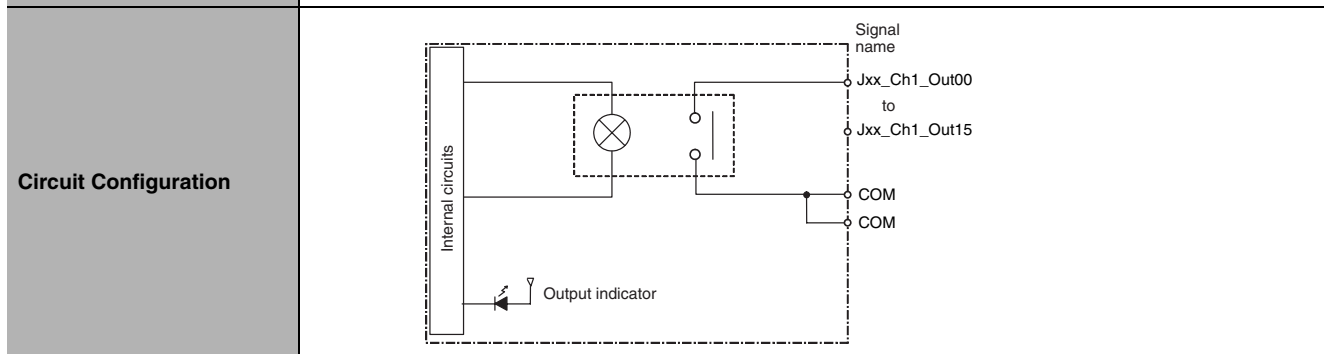 Circuit Configuration
Signal
name
Jxx_Ch1_Out00
to
Jxx_Ch1_Out15
Internal circuits
COM
COM
Output indicator